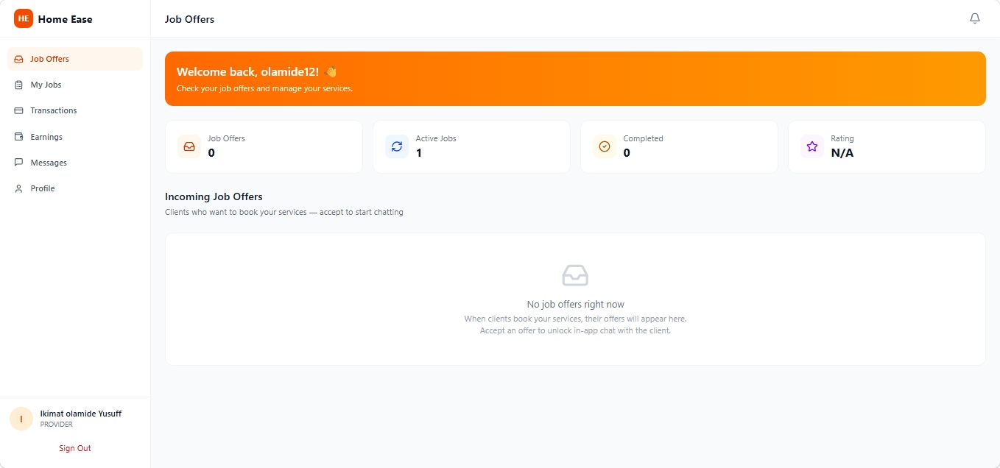 HE Home Ease
Job Offers
My Jobs
Transactions
Earnings
Messages
Profile
Ikimat olamide Yusuff
I
PROVIDER
Sign Out
Job Offers
Welcome back, olamide12! 👋
Check your job offers and manage your services.
Job Offers
0
Active Jobs
1
Completed
0
Rating
N/A
Incoming Job Offers
Clients who want to book your services — accept to start chatting
No job offers right now
When clients book your services, their offers will appear here.
Accept an offer to unlock in-app chat with the client.